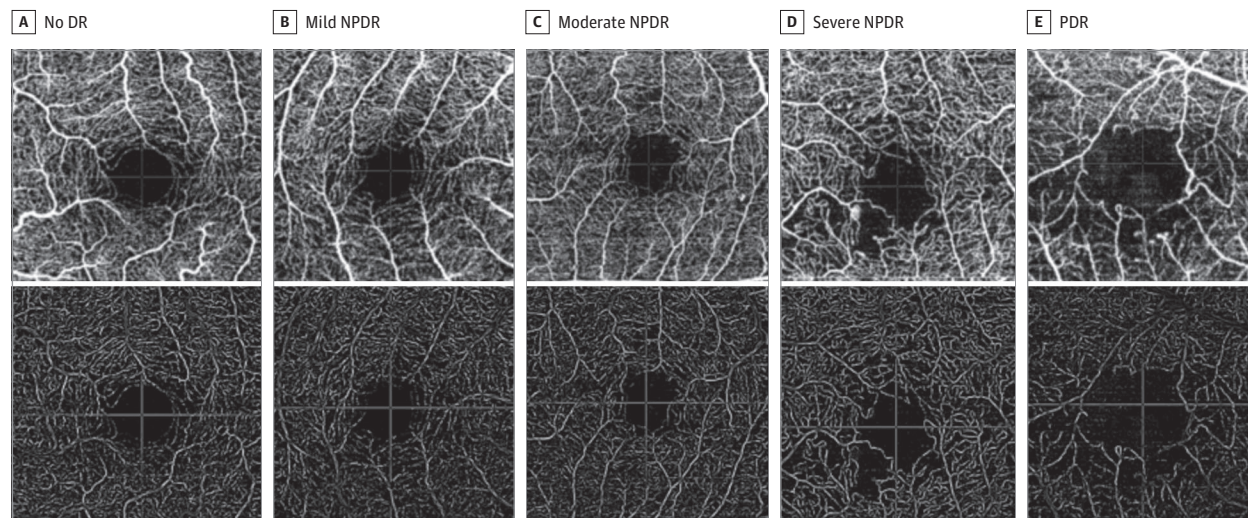 A No DR
B Mild NPDR
C Moderate NPDR
D Severe NPDR
E PDR